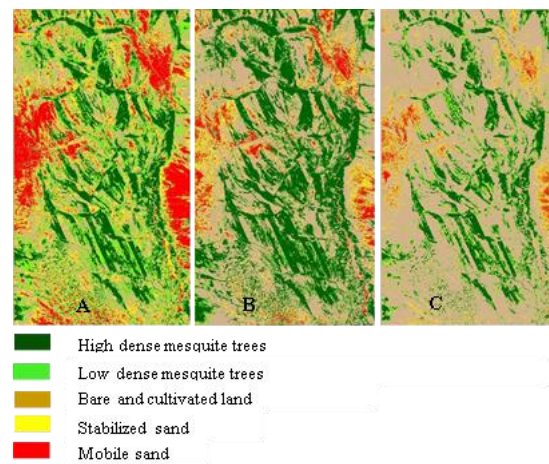 A B C
High dense mesquite trees
Low dense mesquite trees
Bare and cultivated land
Stabilized sand
Mobile sand